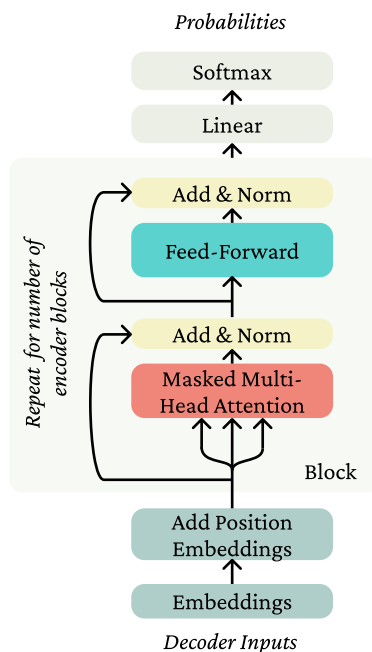 Probabilities
Softmax
Linear
Add & Norm
Feed-Forward
Repeat for number of
encoder blocks
Add & Norm
Masked Multi-
Head Attention
Block
Add Position
Embeddings
Embeddings
Decoder Inputs